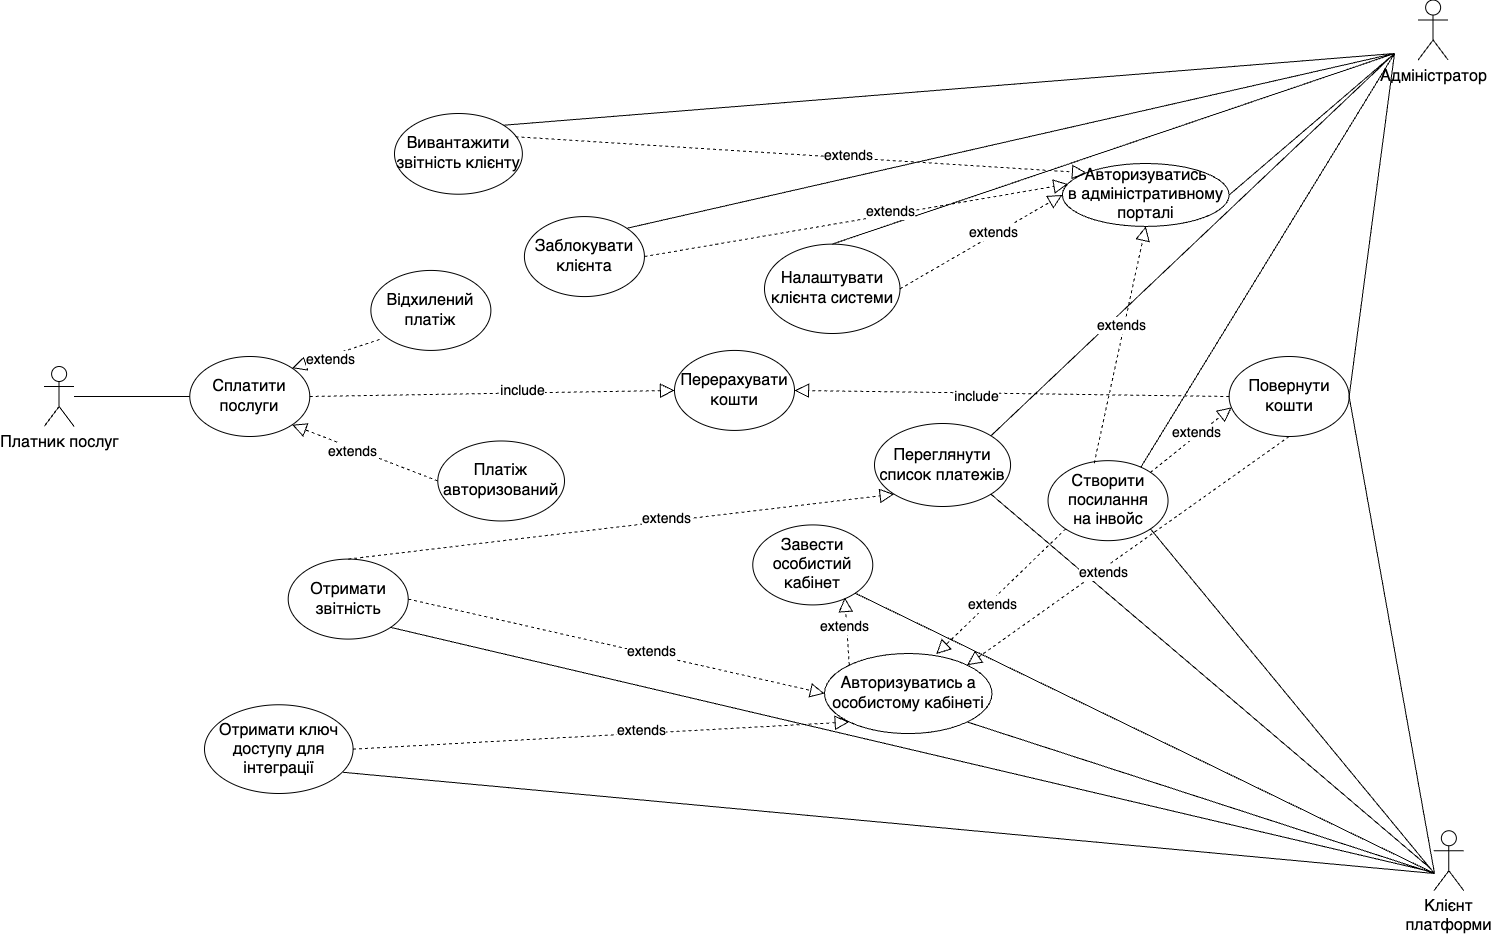 Адміністратор
Вивантажити
звітність клієнту
extends
Авторизуватись
в адміністративному
порталі
extends
extends
Заблокувати
клієнта
Налаштувати
клієнта системи
Відхилений
платіж
extends
extends
Платник послуг
Сплатити
послуги
include
Перерахувати
кошти
include
Повернути
кошти
extends
extends
Платіж
авторизований
Переглянути
список платежів
Створити
посилання
на інвойс
extends
Завести
особистий
кабінет
extends
extends
extends
Отримати
звітність
extends
Авторизуватись а
особистому кабінеті
Отримати ключ
доступу для
інтеграції
extends
Клієнт
платформи